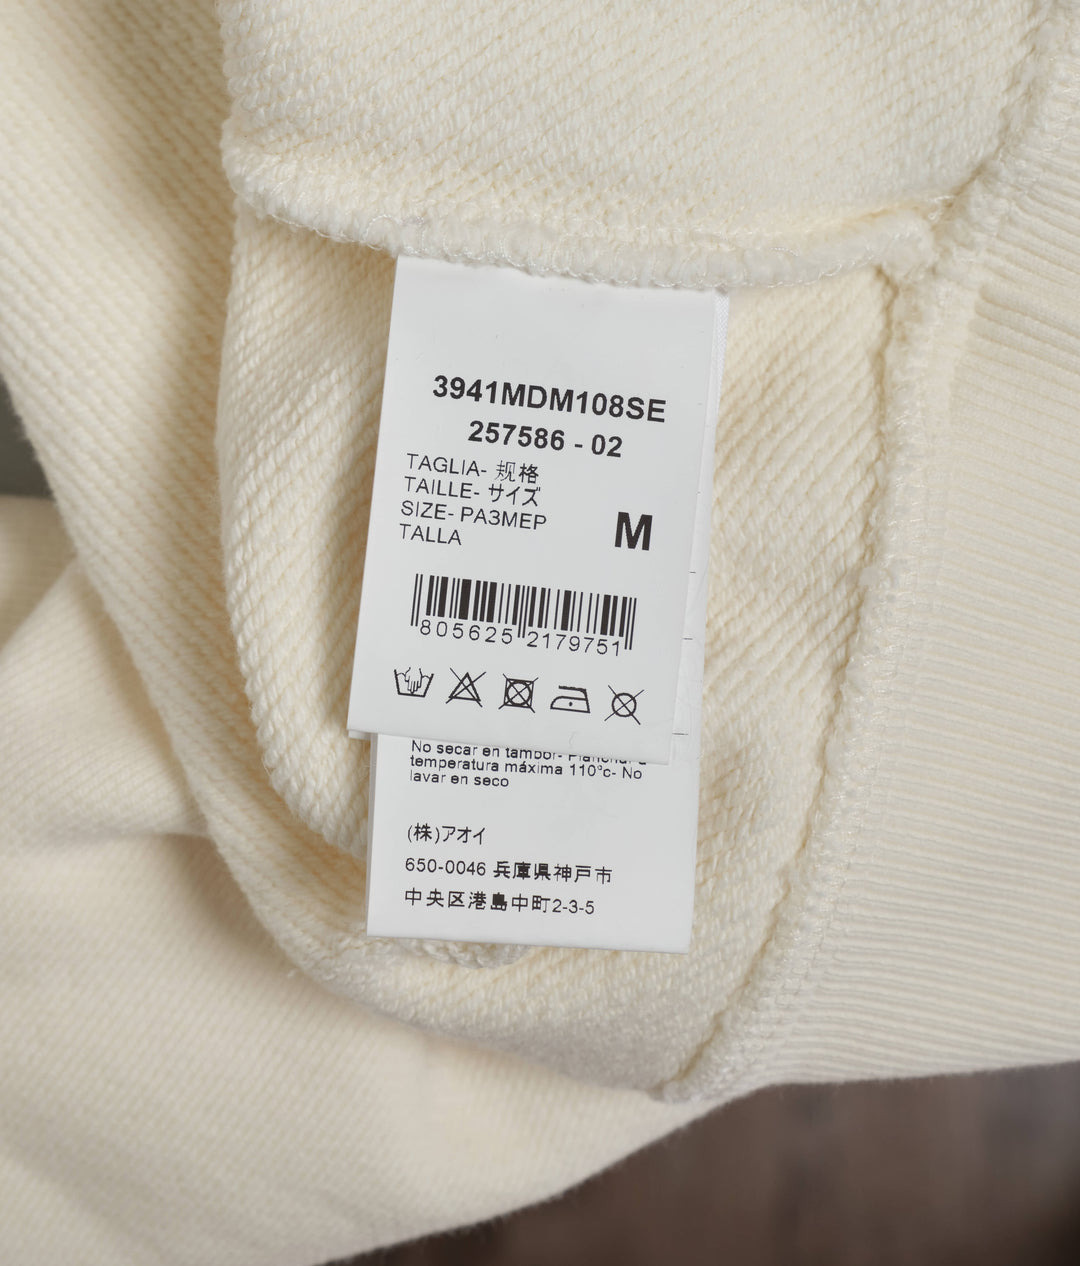 3941MDM108SE
257586 - 02
TAGLIA- 规格
TAILLE- サイズ
SIZE- РАЗМЕР
TALLA
M
805625 2179751
No secar en tambor-
temperatura máxima 110°c- No
lavar en seco
(株)アオイ
650-0046 兵庫県神戸市
中央区港島中町2-3-5